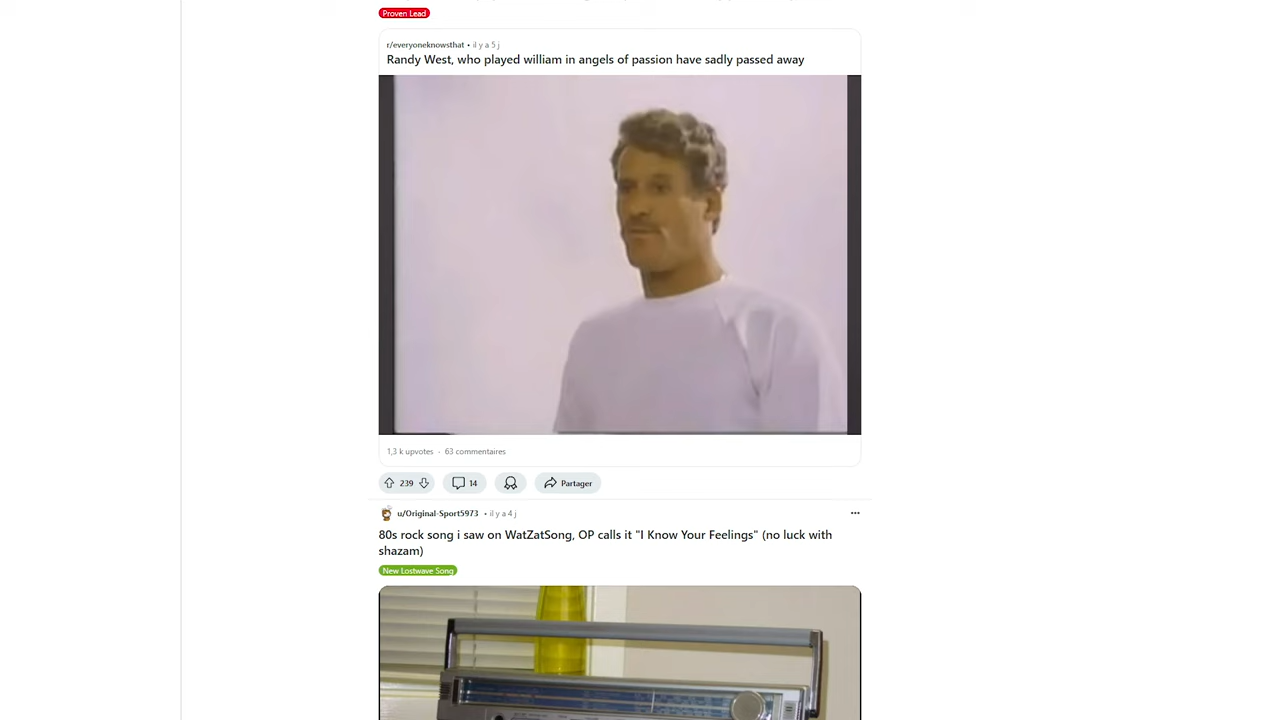 Proven Lead
r/everyoneknowsthat • il y a 5 j
Randy West, who played william in angels of passion have sadly passed away
1,3 k upvotes · 63 commentaires
239 14 Partager
u/Original-Sport5973 • il y a 4 j
80s rock song i saw on WatZatSong, OP calls it "I Know Your Feelings" (no luck with
shazam)
New Lostwave Song